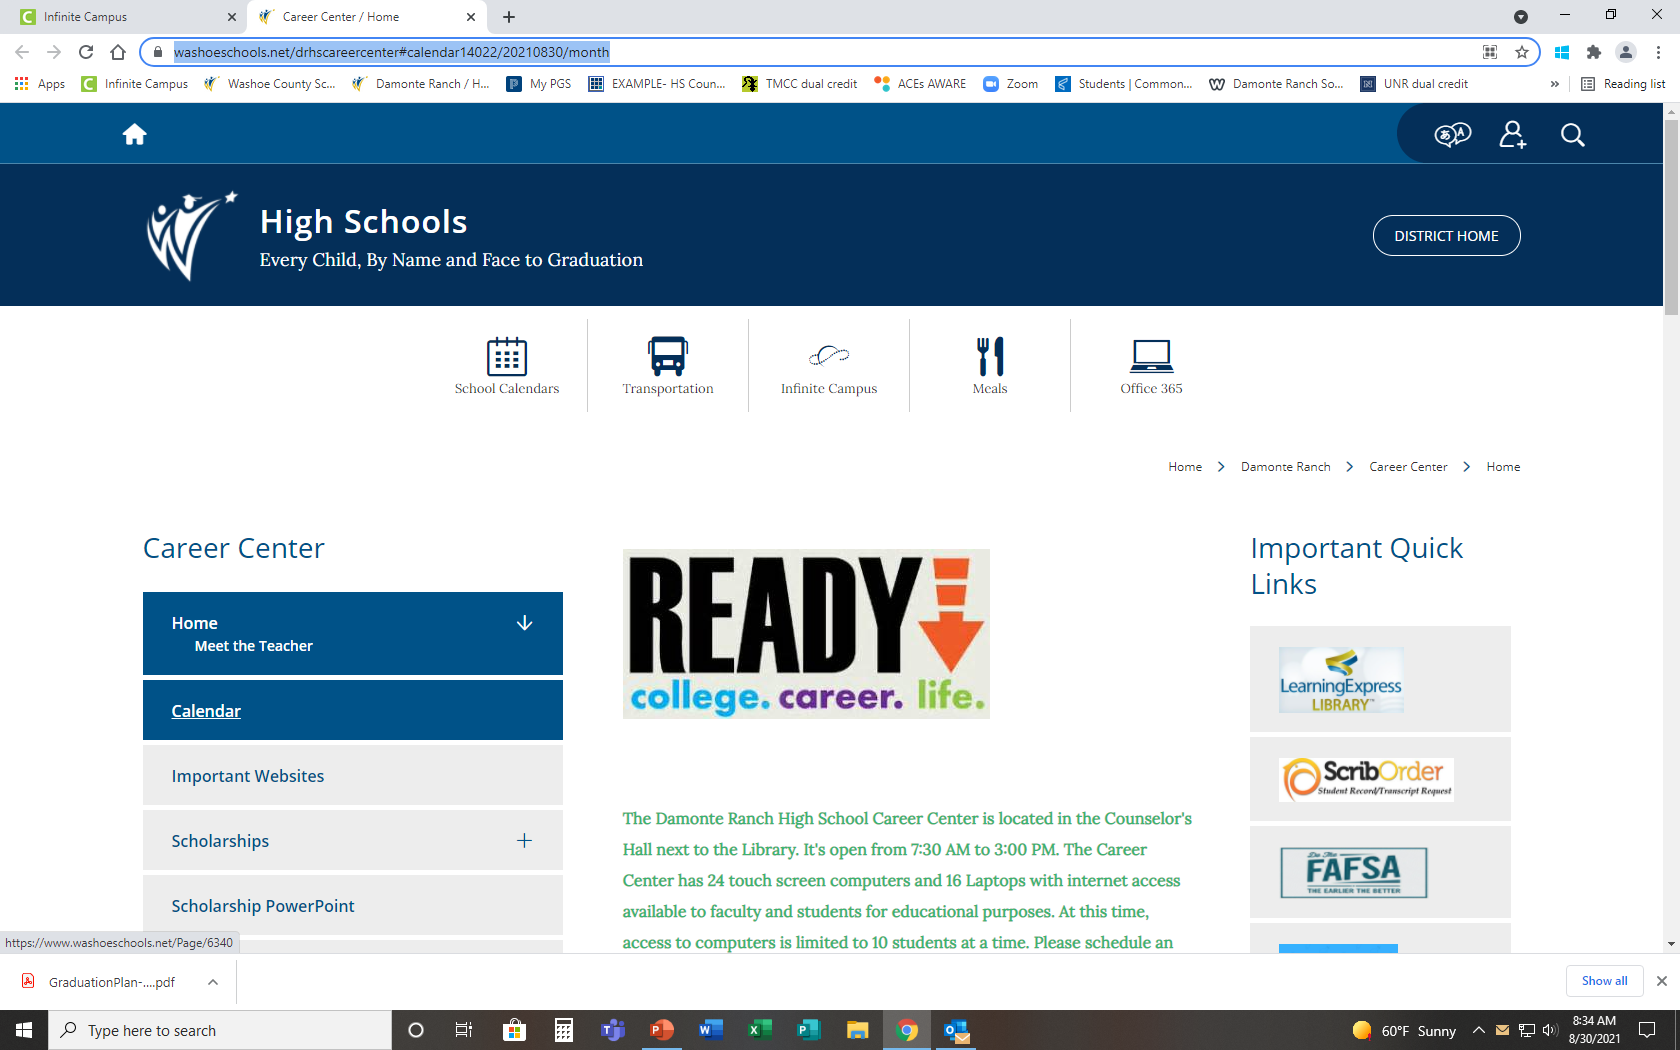 Infinite Campus
Career Center / Home
washoeschools.net/drhscareercenter#calendar14022/20210830/month
Apps
Infinite Campus
Washoe County Sc...
Damonte Ranch / H...
My PGS
EXAMPLE- HS Coun...
TMCC dual credit
ACEs AWARE
Zoom
Students | Common...
Damonte Ranch So...
UNR dual credit
»
Reading list
High Schools
Every Child, By Name and Face to Graduation
DISTRICT HOME
School Calendars
Transportation
Infinite Campus
Meals
Office 365
Home > Damonte Ranch > Career Center > Home
Career Center
Home
Meet the Teacher
Calendar
Important Websites
Scholarships
Scholarship PowerPoint
READY
college. career. life.
The Damonte Ranch High School Career Center is located in the Counselor's
Hall next to the Library. It's open from 7:30 AM to 3:00 PM. The Career
Center has 24 touch screen computers and 16 Laptops with internet access
available to faculty and students for educational purposes. At this time,
access to computers is limited to 10 students at a time. Please schedule an
Important Quick
Links
LearningExpress
LIBRARY™
ScribOrder
Student Record/Transcript Request
Do The
FAFSA
THE EARLIER THE BETTER
https://www.washoeschools.net/Page/6340
GraduationPlan-....pdf
Show all
Type here to search
60°F Sunny
8:34 AM
8/30/2021